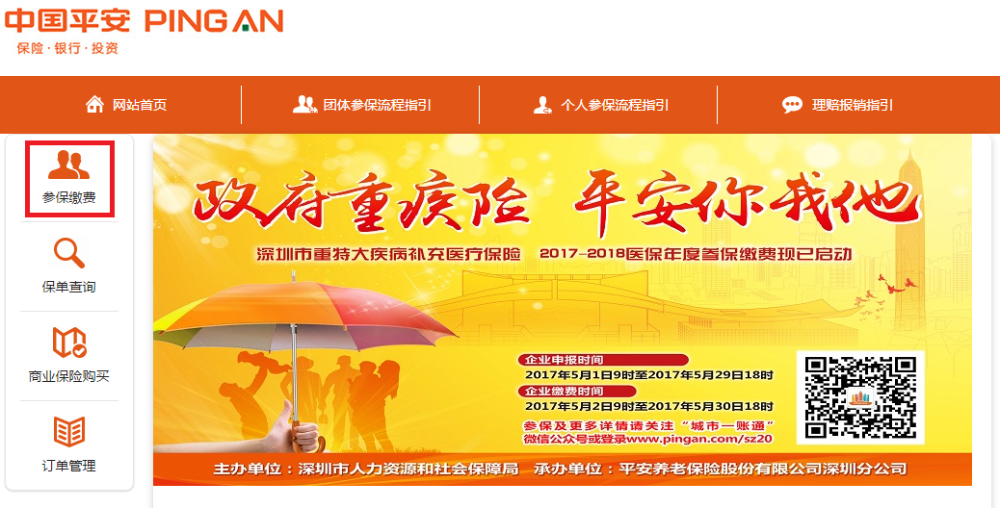 中国平安 PING AN
保险·银行·投资
网站首页
团体参保流程指引
个人参保流程指引
理赔报销指引
参保缴费
保单查询
商业保险购买
订单管理
政府重疾险 平安你我他
深圳市重特大疾病补充医疗保险 2017-2018医保年度参保缴费现已启动
企业申报时间
2017年5月1日9时至2017年5月29日18时
企业缴费时间
2017年5月2日9时至2017年5月30日18时
参保及更多详情请关注“城市一账通”
微信公众号或登录www.pingan.com/sz20
主办单位：深圳市人力资源和社会保障局 承办单位：平安养老保险股份有限公司深圳分公司